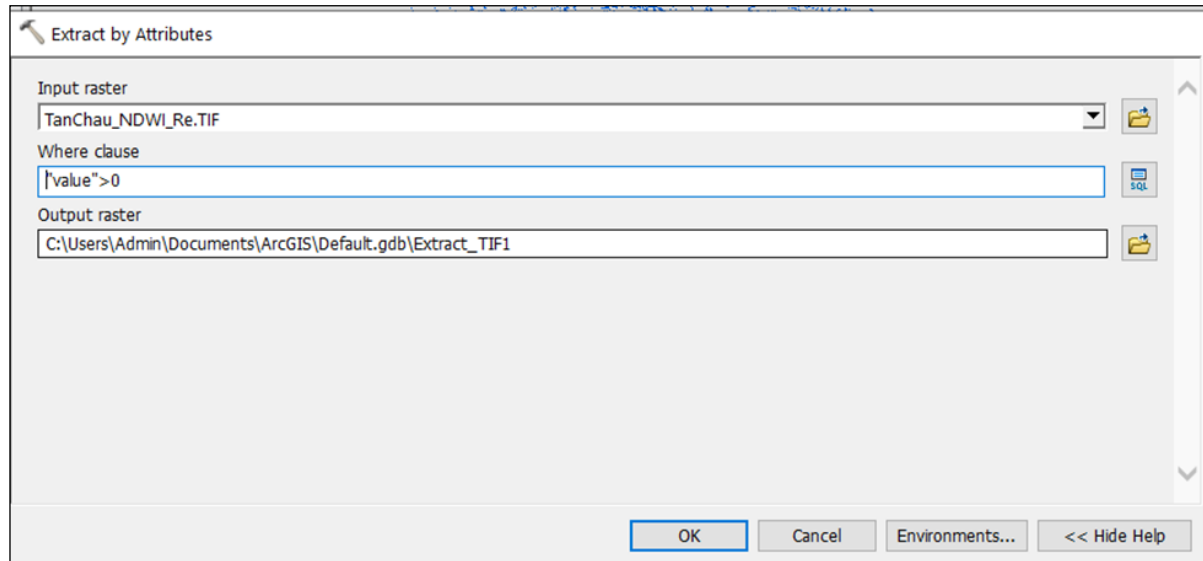 Extract by Attributes
Input raster
TanChau_NDWI_Re.TIF
Where clause
"value">0
SQL
Output raster
C:\Users\Admin\Documents\ArcGIS\Default.gdb\Extract_TIF1
OK Cancel Environments... << Hide Help